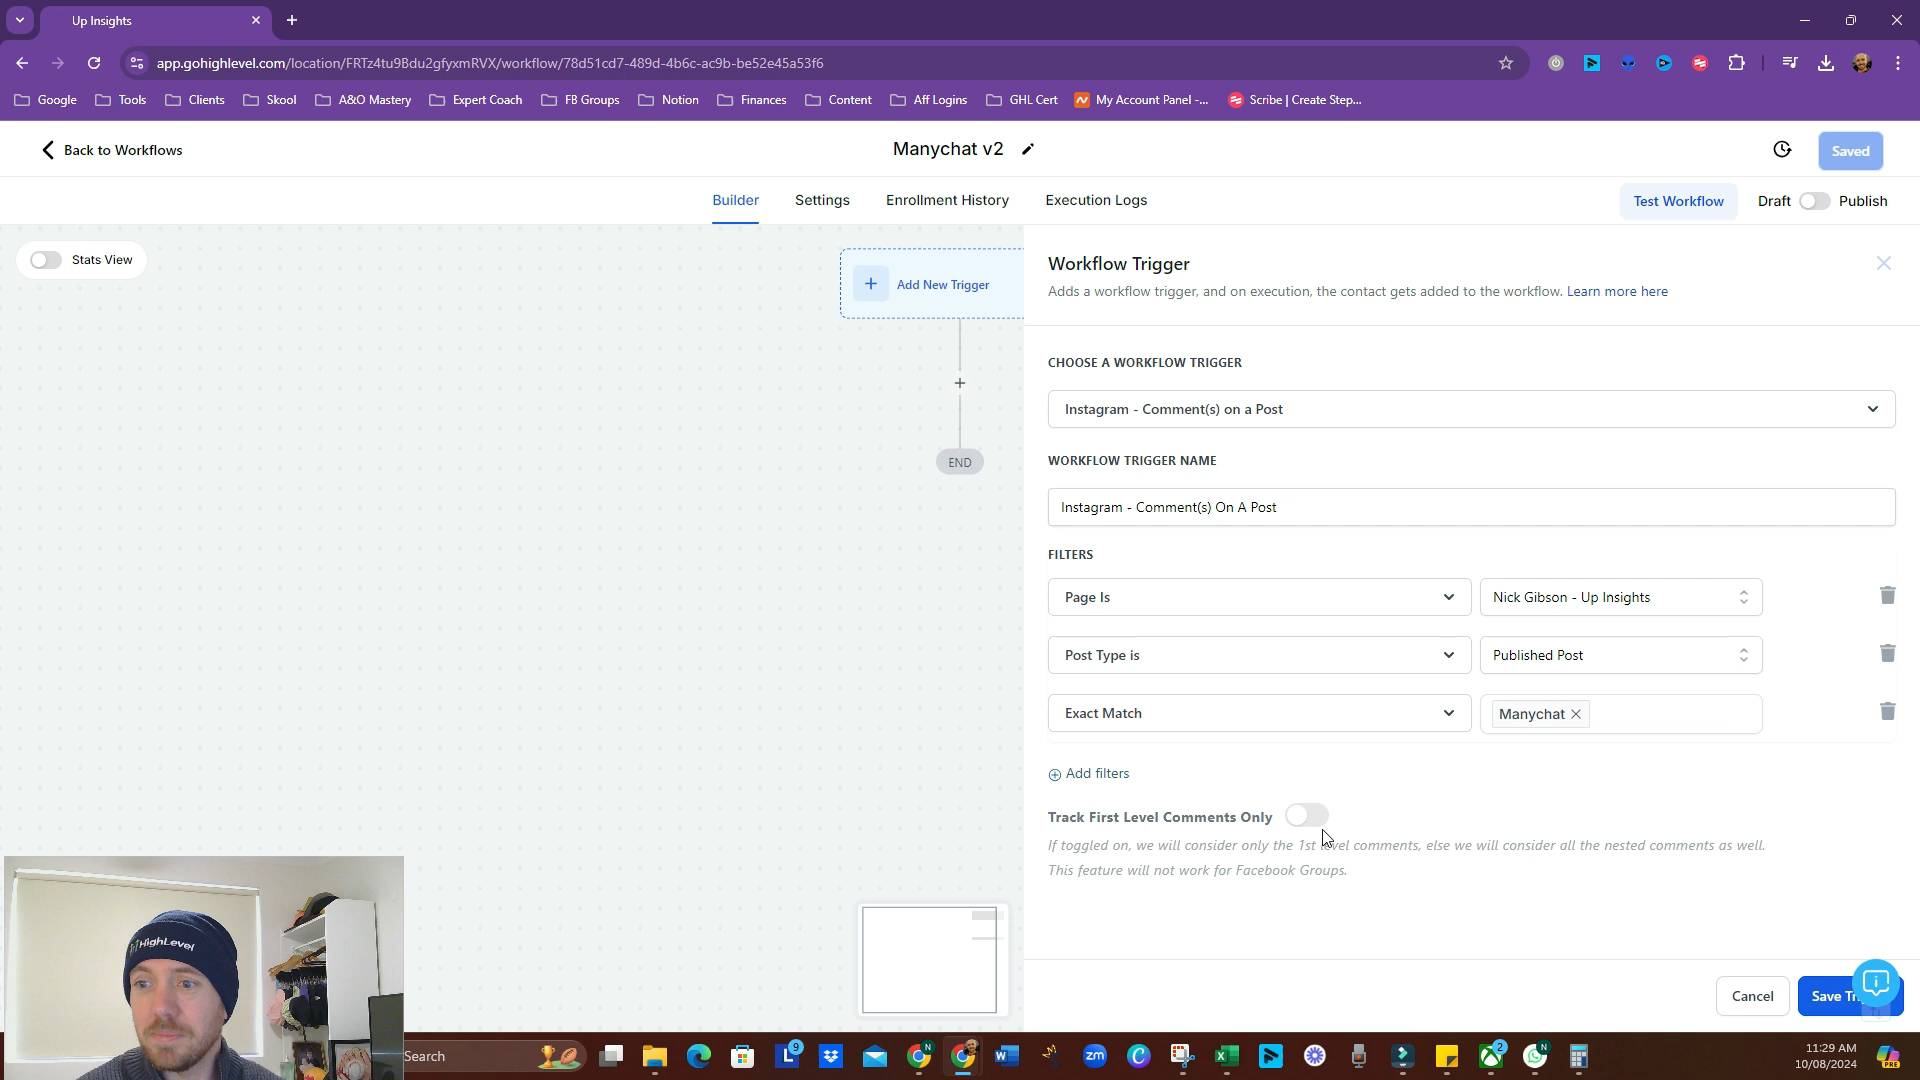 Up Insights
app.gohighlevel.com/location/FRTz4tu9Bdu2gfyxmRVX/workflow/78d51cd7-489d-4b6c-ac9b-be52e45a53f6
Google Tools Clients Skool A&O Mastery Expert Coach FB Groups Notion Finances Content Aff Logins GHL Cert My Account Panel -... Scribe | Create Step...
Back to Workflows
Manychat v2
Saved
Builder Settings Enrollment History Execution Logs
Test Workflow Draft Publish
Stats View
Add New Trigger
END
Workflow Trigger
Adds a workflow trigger, and on execution, the contact gets added to the workflow. Learn more here
CHOOSE A WORKFLOW TRIGGER
Instagram - Comment(s) on a Post
WORKFLOW TRIGGER NAME
Instagram - Comment(s) On A Post
FILTERS
Page Is Nick Gibson - Up Insights
Post Type is Published Post
Exact Match Manychat
Add filters
Track First Level Comments Only
If toggled on, we will consider only the 1st level comments, else we will consider all the nested comments as well.
This feature will not work for Facebook Groups.
Cancel Save
HighLevel
Search
11:29 AM
10/08/2024